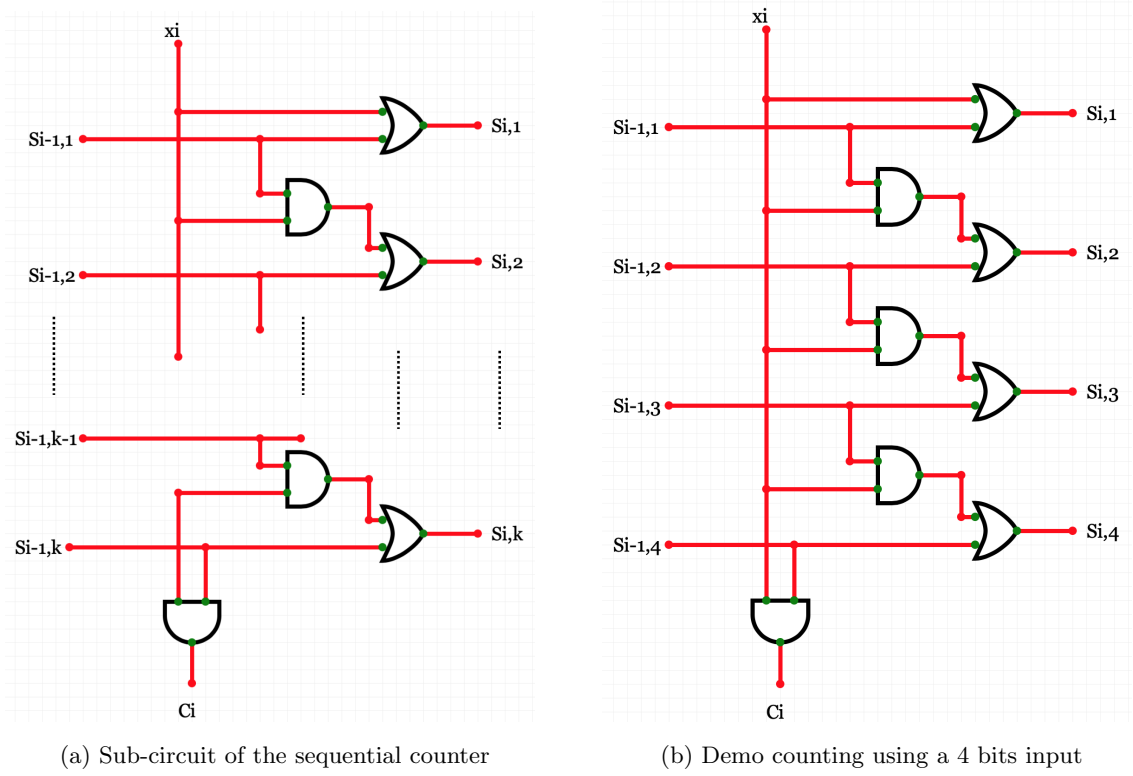 xi
Si-1,1
Si,1
Si-1,2
Si,2
Si-1,k-1
Si-1,k
Si,k
Ci
(a) Sub-circuit of the sequential counter
xi
Si-1,1
Si,1
Si-1,2
Si,2
Si-1,3
Si,3
Si-1,4
Si,4
Ci
(b) Demo counting using a 4 bits input